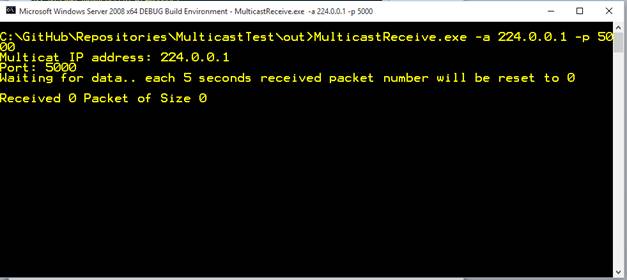 Microsoft Windows Server 2008 x64 DEBUG Build Environment - MulticastReceive.exe -a 224.0.0.1 -p 5000
C:\GitHub\Repositories\MulticastTest\out>MulticastReceive.exe -a 224.0.0.1 -p 50
00
Multicat IP address: 224.0.0.1
Port: 5000
Waiting for data.. each 5 seconds received packet number will be reset to 0
Received 0 Packet of Size 0